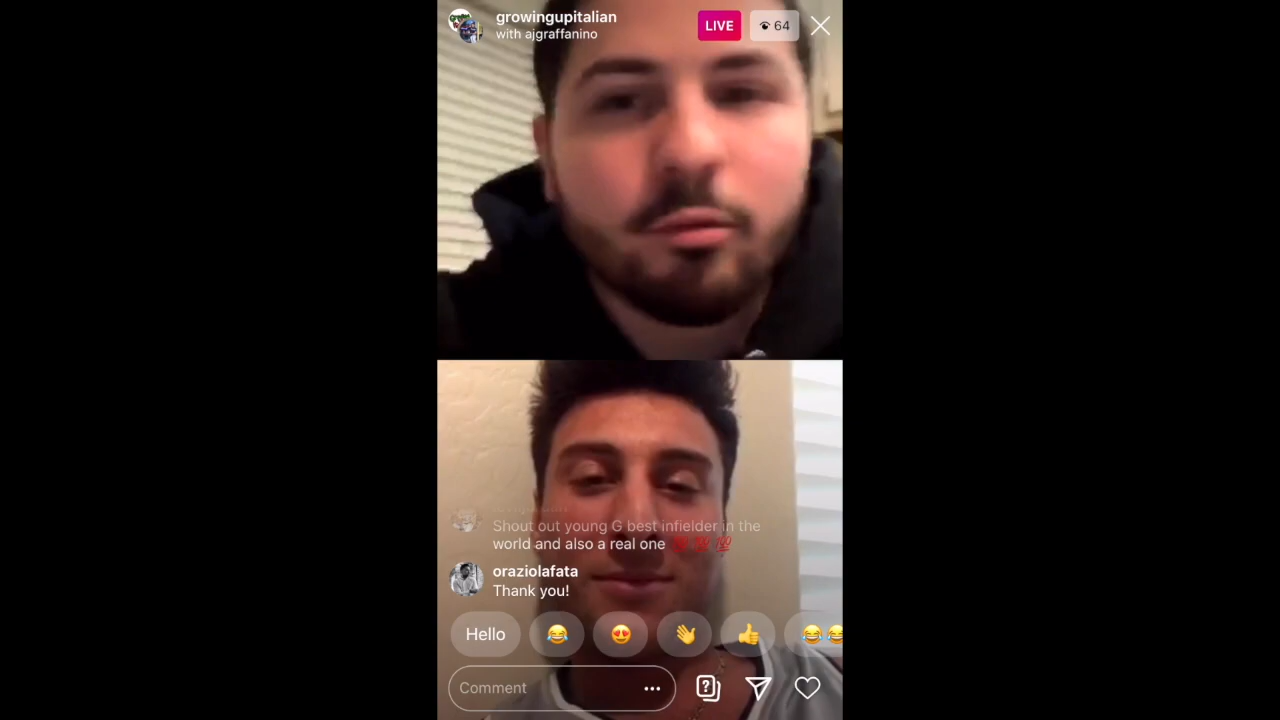 growingupitalian
with ajgraffanino
LIVE
64
Shout out young G best infielder in the
world and also a real one 💯 💯 💯
oraziolafata
Thank you!
Hello
Comment